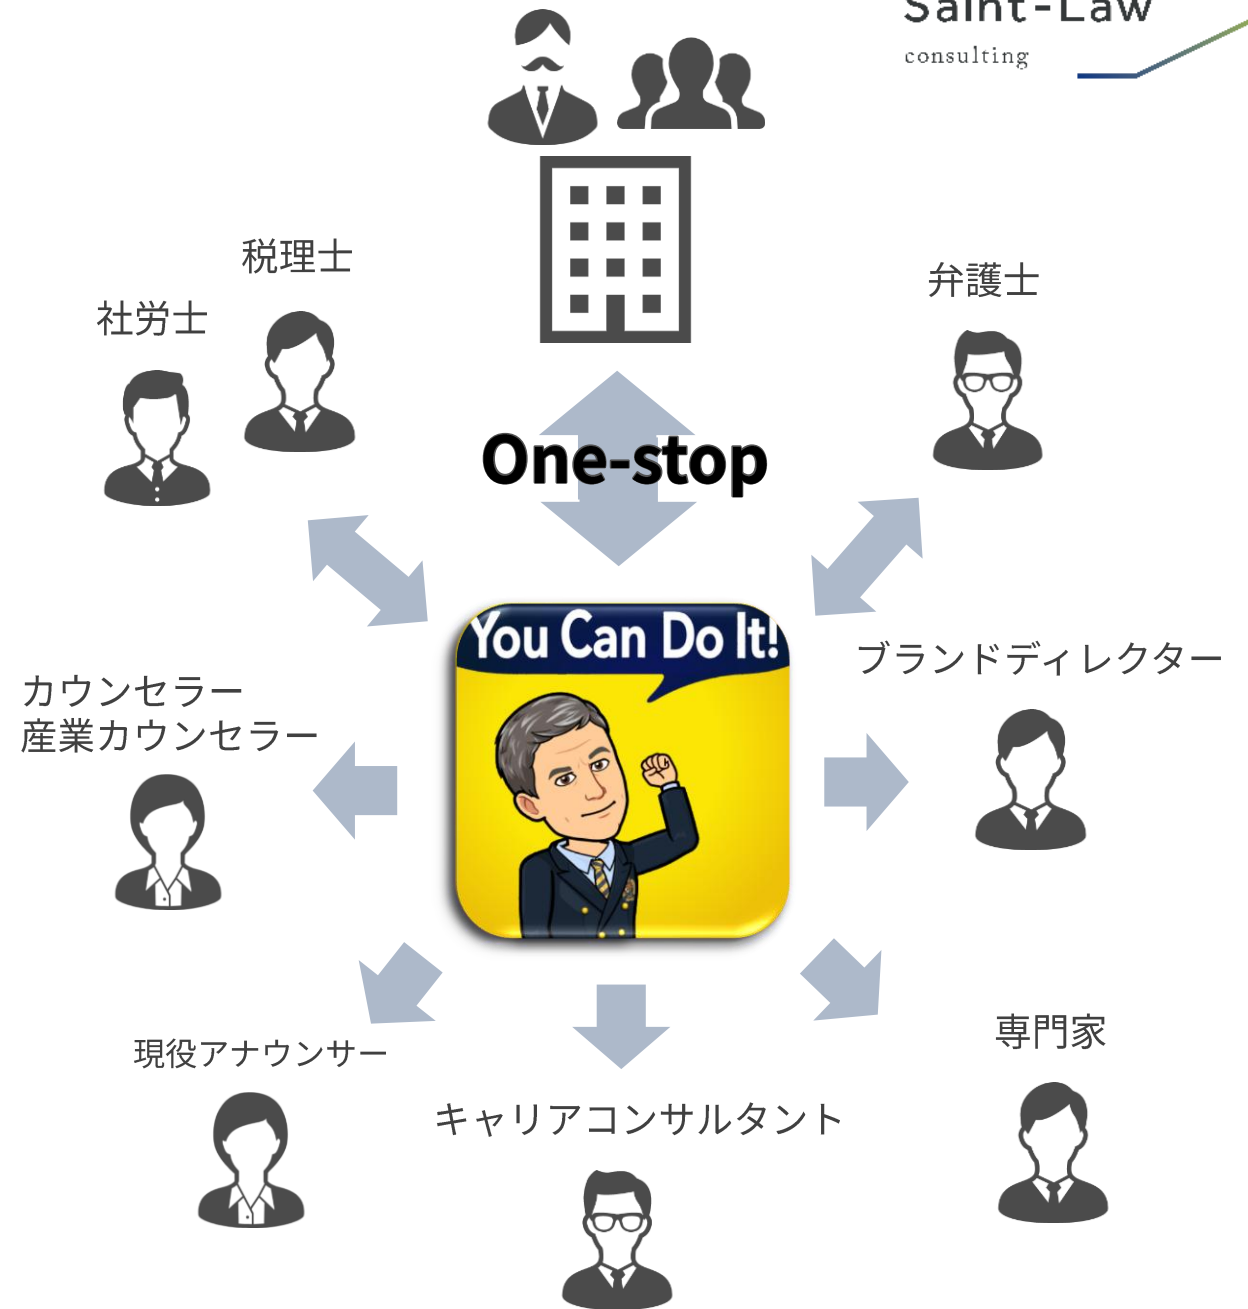 Saint-Law
consulting
税理士
社労士
弁護士
One-stop
You Can Do It!
ブランドディレクター
カウンセラー
産業カウンセラー
現役アナウンサー
専門家
キャリアコンサルタント